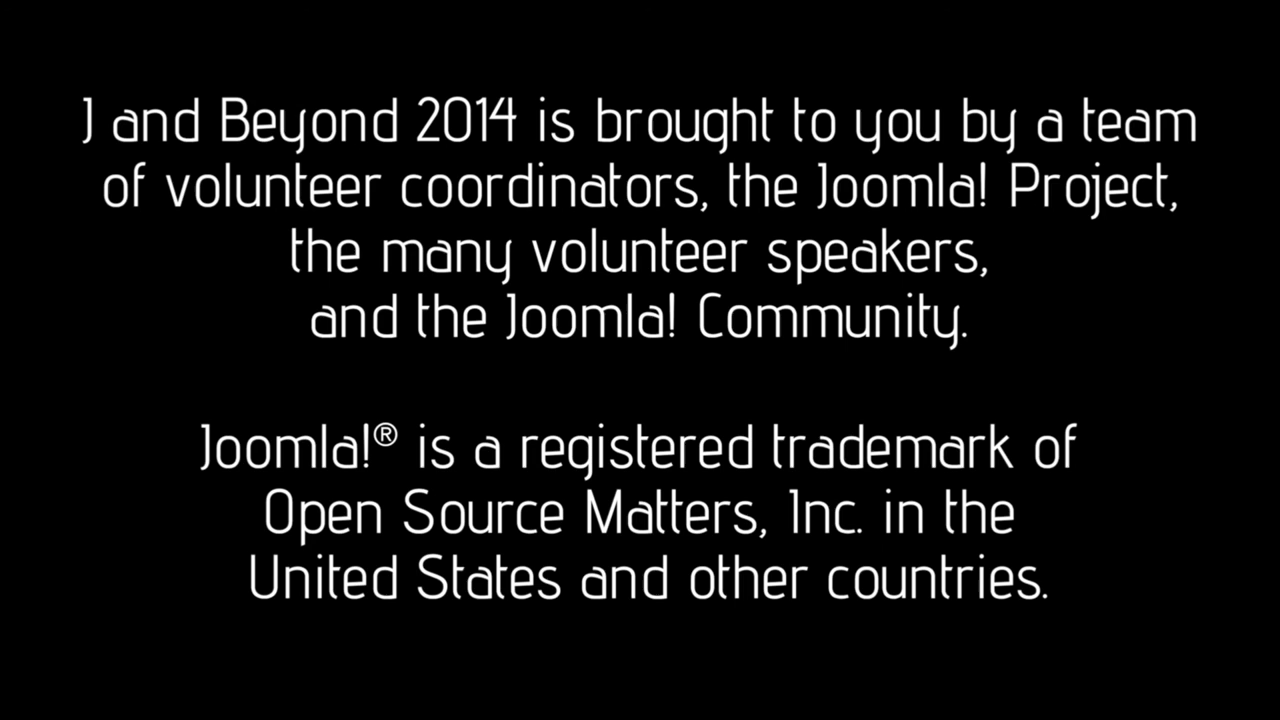 J and Beyond 2014 is brought to you by a team
of volunteer coordinators, the Joomla! Project,
the many volunteer speakers,
and the Joomla! Community.
Joomla!® is a registered trademark of
Open Source Matters, Inc. in the
United States and other countries.